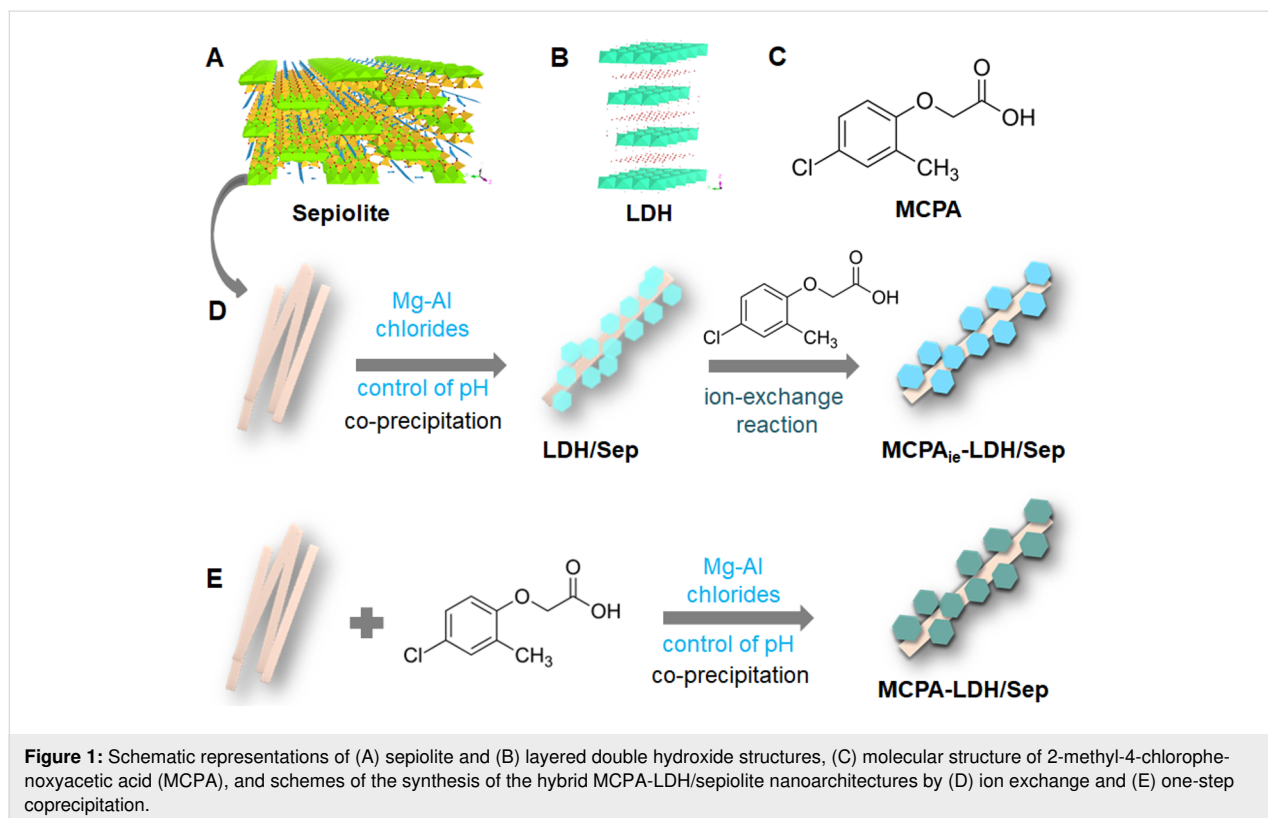 A
B
C
O
O
OH
Cl
CH3
Sepiolite
LDH
MCPA
D
Mg-Al
chlorides
control of pH
co-precipitation
LDH/Sep
O
O
OH
Cl
CH3
ion-exchange
reaction
MCPAie-LDH/Sep
E
O
O
OH
Cl
CH3
Mg-Al
chlorides
control of pH
co-precipitation
MCPA-LDH/Sep
Figure 1: Schematic representations of (A) sepiolite and (B) layered double hydroxide structures, (C) molecular structure of 2-methyl-4-chlorophe-
noxyacetic acid (MCPA), and schemes of the synthesis of the hybrid MCPA-LDH/sepiolite nanoarchitectures by (D) ion exchange and (E) one-step
coprecipitation.